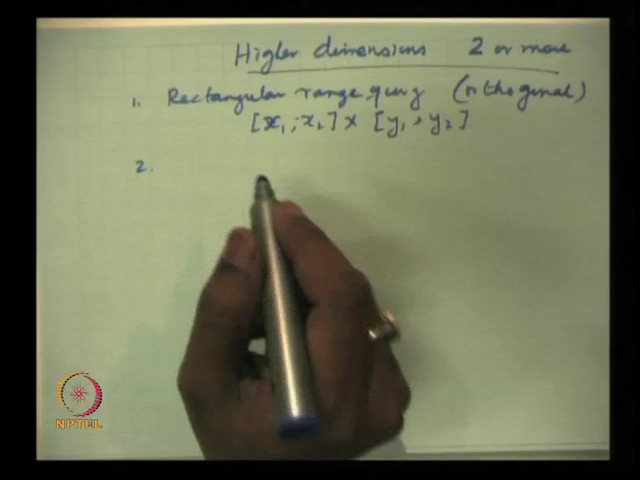 Higher dimensions 2 or more
1. Rectangular range query (orthogonal)
[x₁, x₂] × [y₁, y₂]
2.
NPTEL